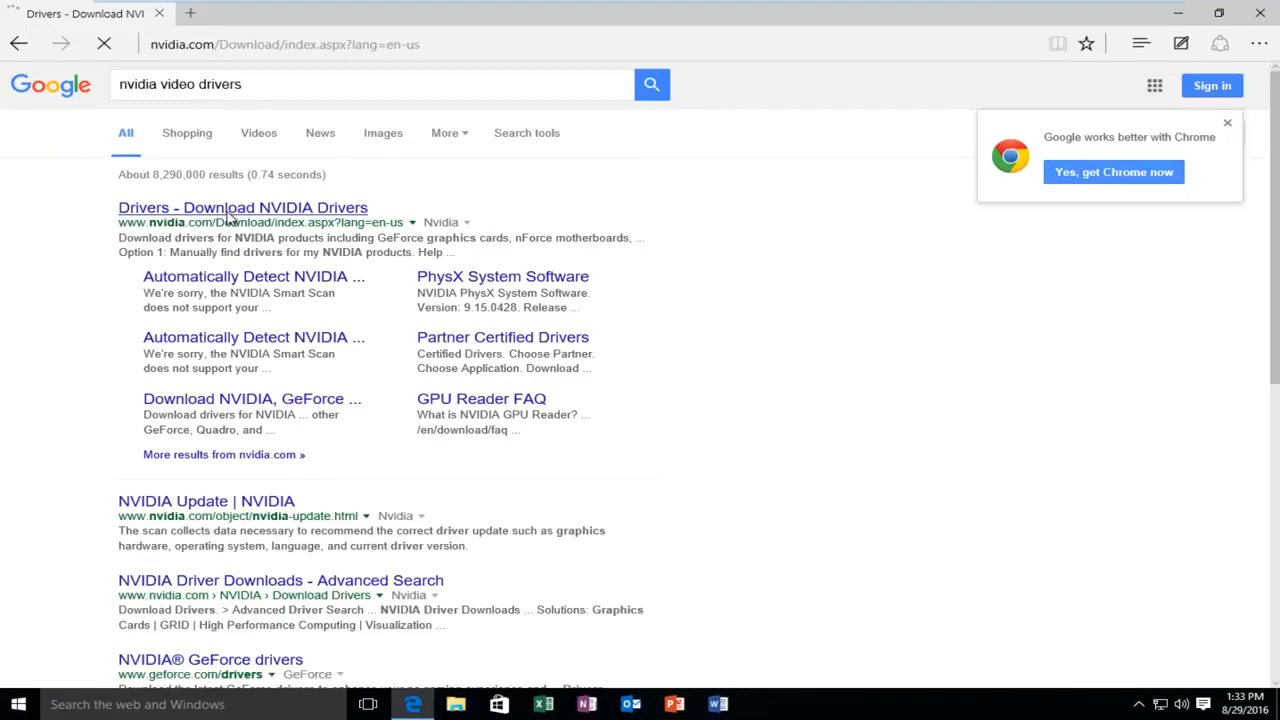 Drivers - Download NVI
nvidia.com/Download/index.aspx?lang=en-us
Google
nvidia video drivers
Sign in
All Shopping Videos News Images More Search tools
Google works better with Chrome
Yes, get Chrome now
About 8,290,000 results (0.74 seconds)
Drivers - Download NVIDIA Drivers
www.nvidia.com/Download/index.aspx?lang=en-us Nvidia
Download drivers for NVIDIA products including GeForce graphics cards, nForce motherboards, ...
Option 1: Manually find drivers for my NVIDIA products. Help ...
Automatically Detect NVIDIA ...
We're sorry, the NVIDIA Smart Scan
does not support your ...
PhysX System Software
NVIDIA PhysX System Software.
Version: 9.15.0428. Release ...
Automatically Detect NVIDIA ...
We're sorry, the NVIDIA Smart Scan
does not support your ...
Partner Certified Drivers
Certified Drivers. Choose Partner.
Choose Application. Download ...
Download NVIDIA, GeForce ...
Download drivers for NVIDIA ... other
GeForce, Quadro, and ...
GPU Reader FAQ
What is NVIDIA GPU Reader? ...
/en/download/faq ...
More results from nvidia.com »
NVIDIA Update | NVIDIA
www.nvidia.com/object/nvidia-update.html Nvidia
The scan collects data necessary to recommend the correct driver update such as graphics
hardware, operating system, language, and current driver version.
NVIDIA Driver Downloads - Advanced Search
www.nvidia.com › NVIDIA › Download Drivers Nvidia
Download Drivers. > Advanced Driver Search ... NVIDIA Driver Downloads ... Solutions: Graphics
Cards | GRID | High Performance Computing | Visualization ...
NVIDIA® GeForce drivers
www.geforce.com/drivers GeForce
Search the web and Windows
1:33 PM
8/29/2016